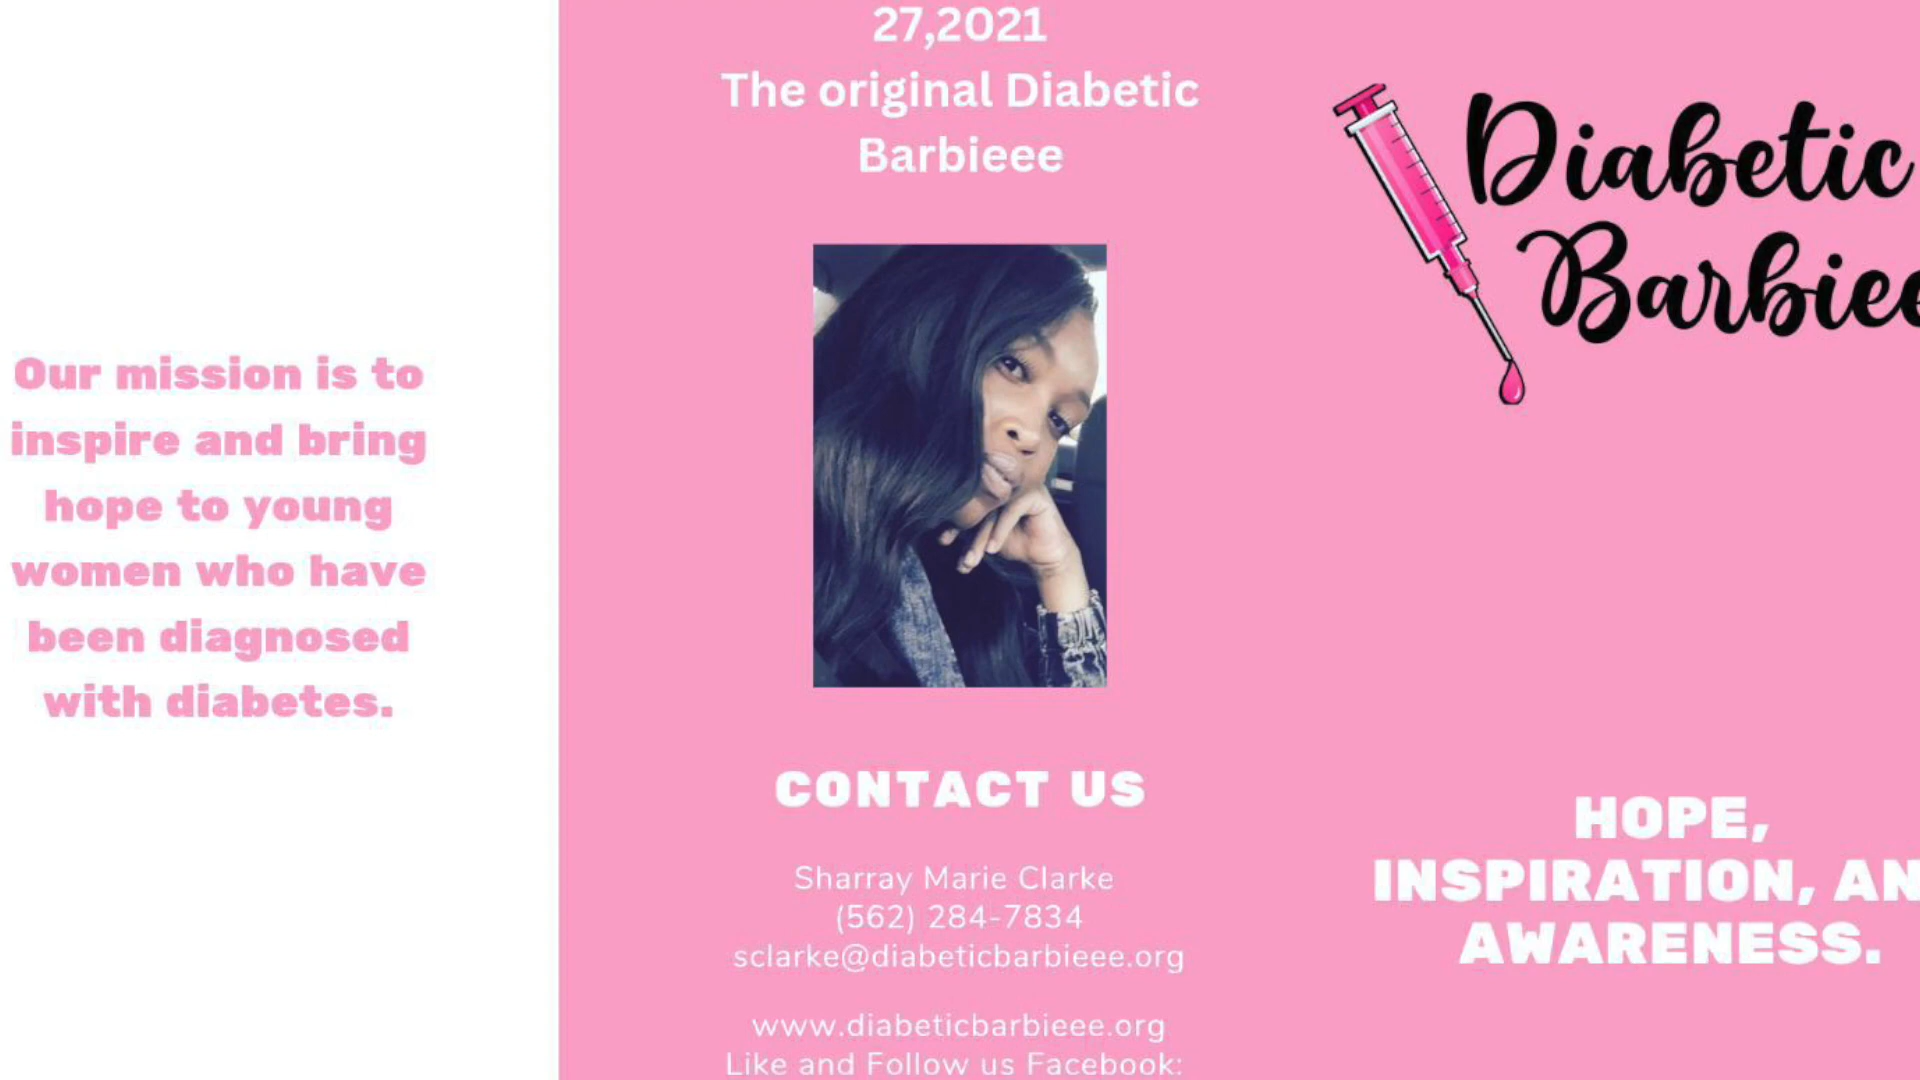 Our mission is to
inspire and bring
hope to young
women who have
been diagnosed
with diabetes.
27,2021
The original Diabetic
Barbieee
CONTACT US
Sharray Marie Clarke
(562) 284-7834
sclarke@diabeticbarbieee.org
www.diabeticbarbieee.org
Like and Follow us Facebook:
Diabetic
Barbiee
HOPE,
INSPIRATION, AN
AWARENESS.